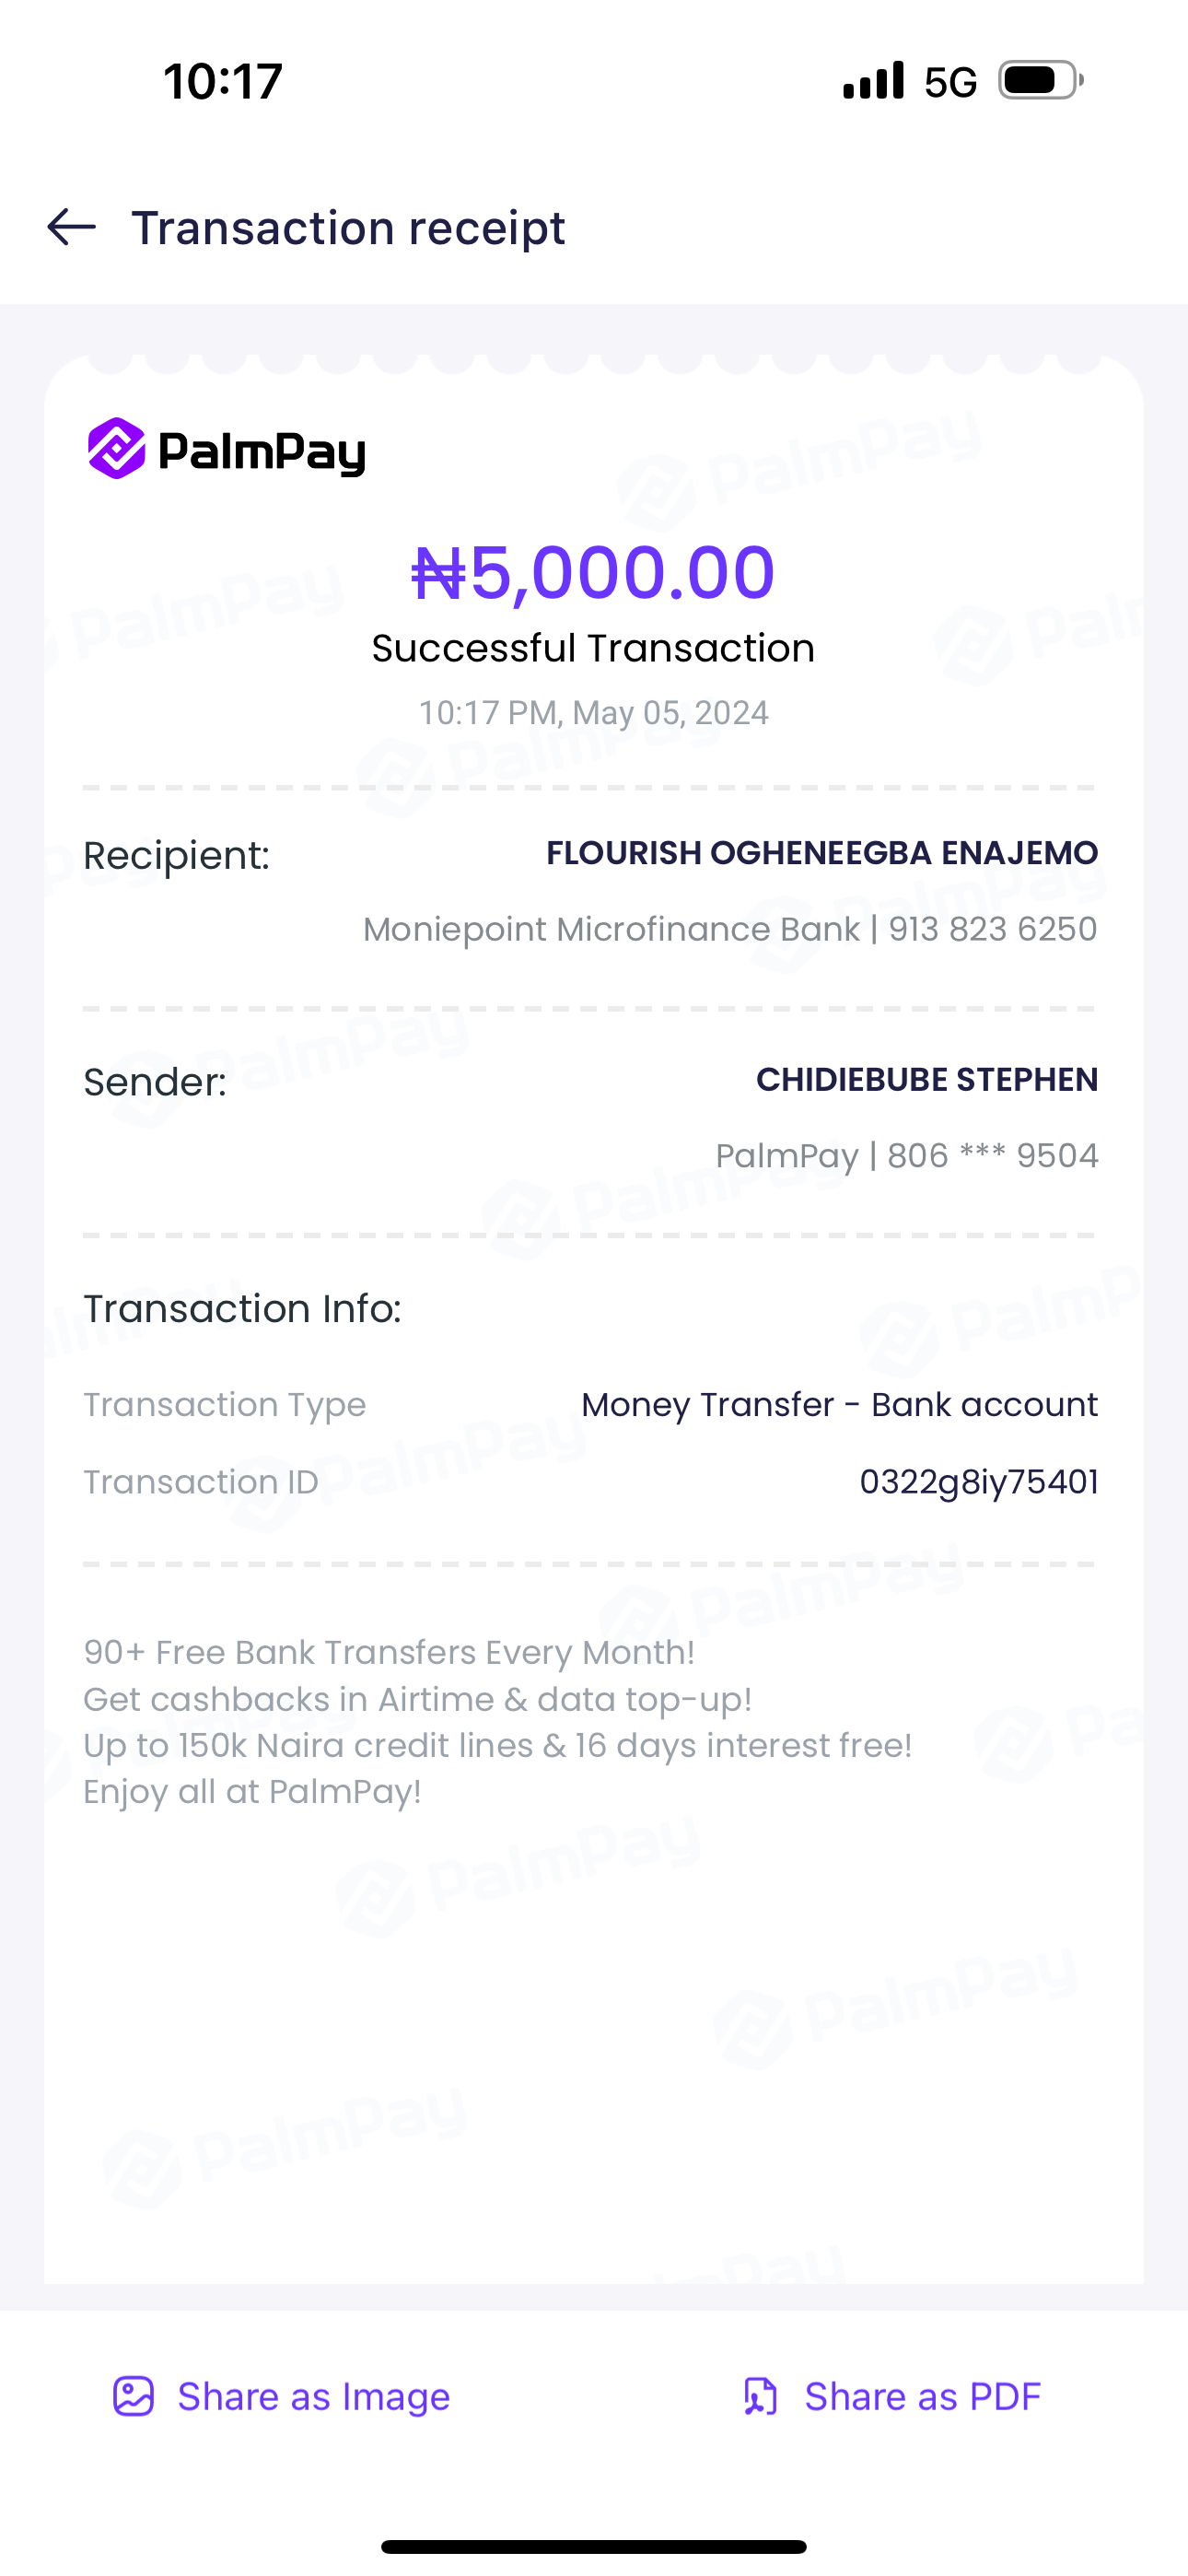 10:17 5G
Transaction receipt
PalmPay
₦5,000.00
Successful Transaction
10:17 PM, May 05, 2024
Recipient: FLOURISH OGHENEEGBA ENAJEMO
Moniepoint Microfinance Bank | 913 823 6250
Sender: CHIDIEBUBE STEPHEN
PalmPay | 806 *** 9504
Transaction Info:
Transaction Type Money Transfer - Bank account
Transaction ID 0322g8iy75401
90+ Free Bank Transfers Every Month!
Get cashbacks in Airtime & data top-up!
Up to 150k Naira credit lines & 16 days interest free!
Enjoy all at PalmPay!
Share as Image Share as PDF